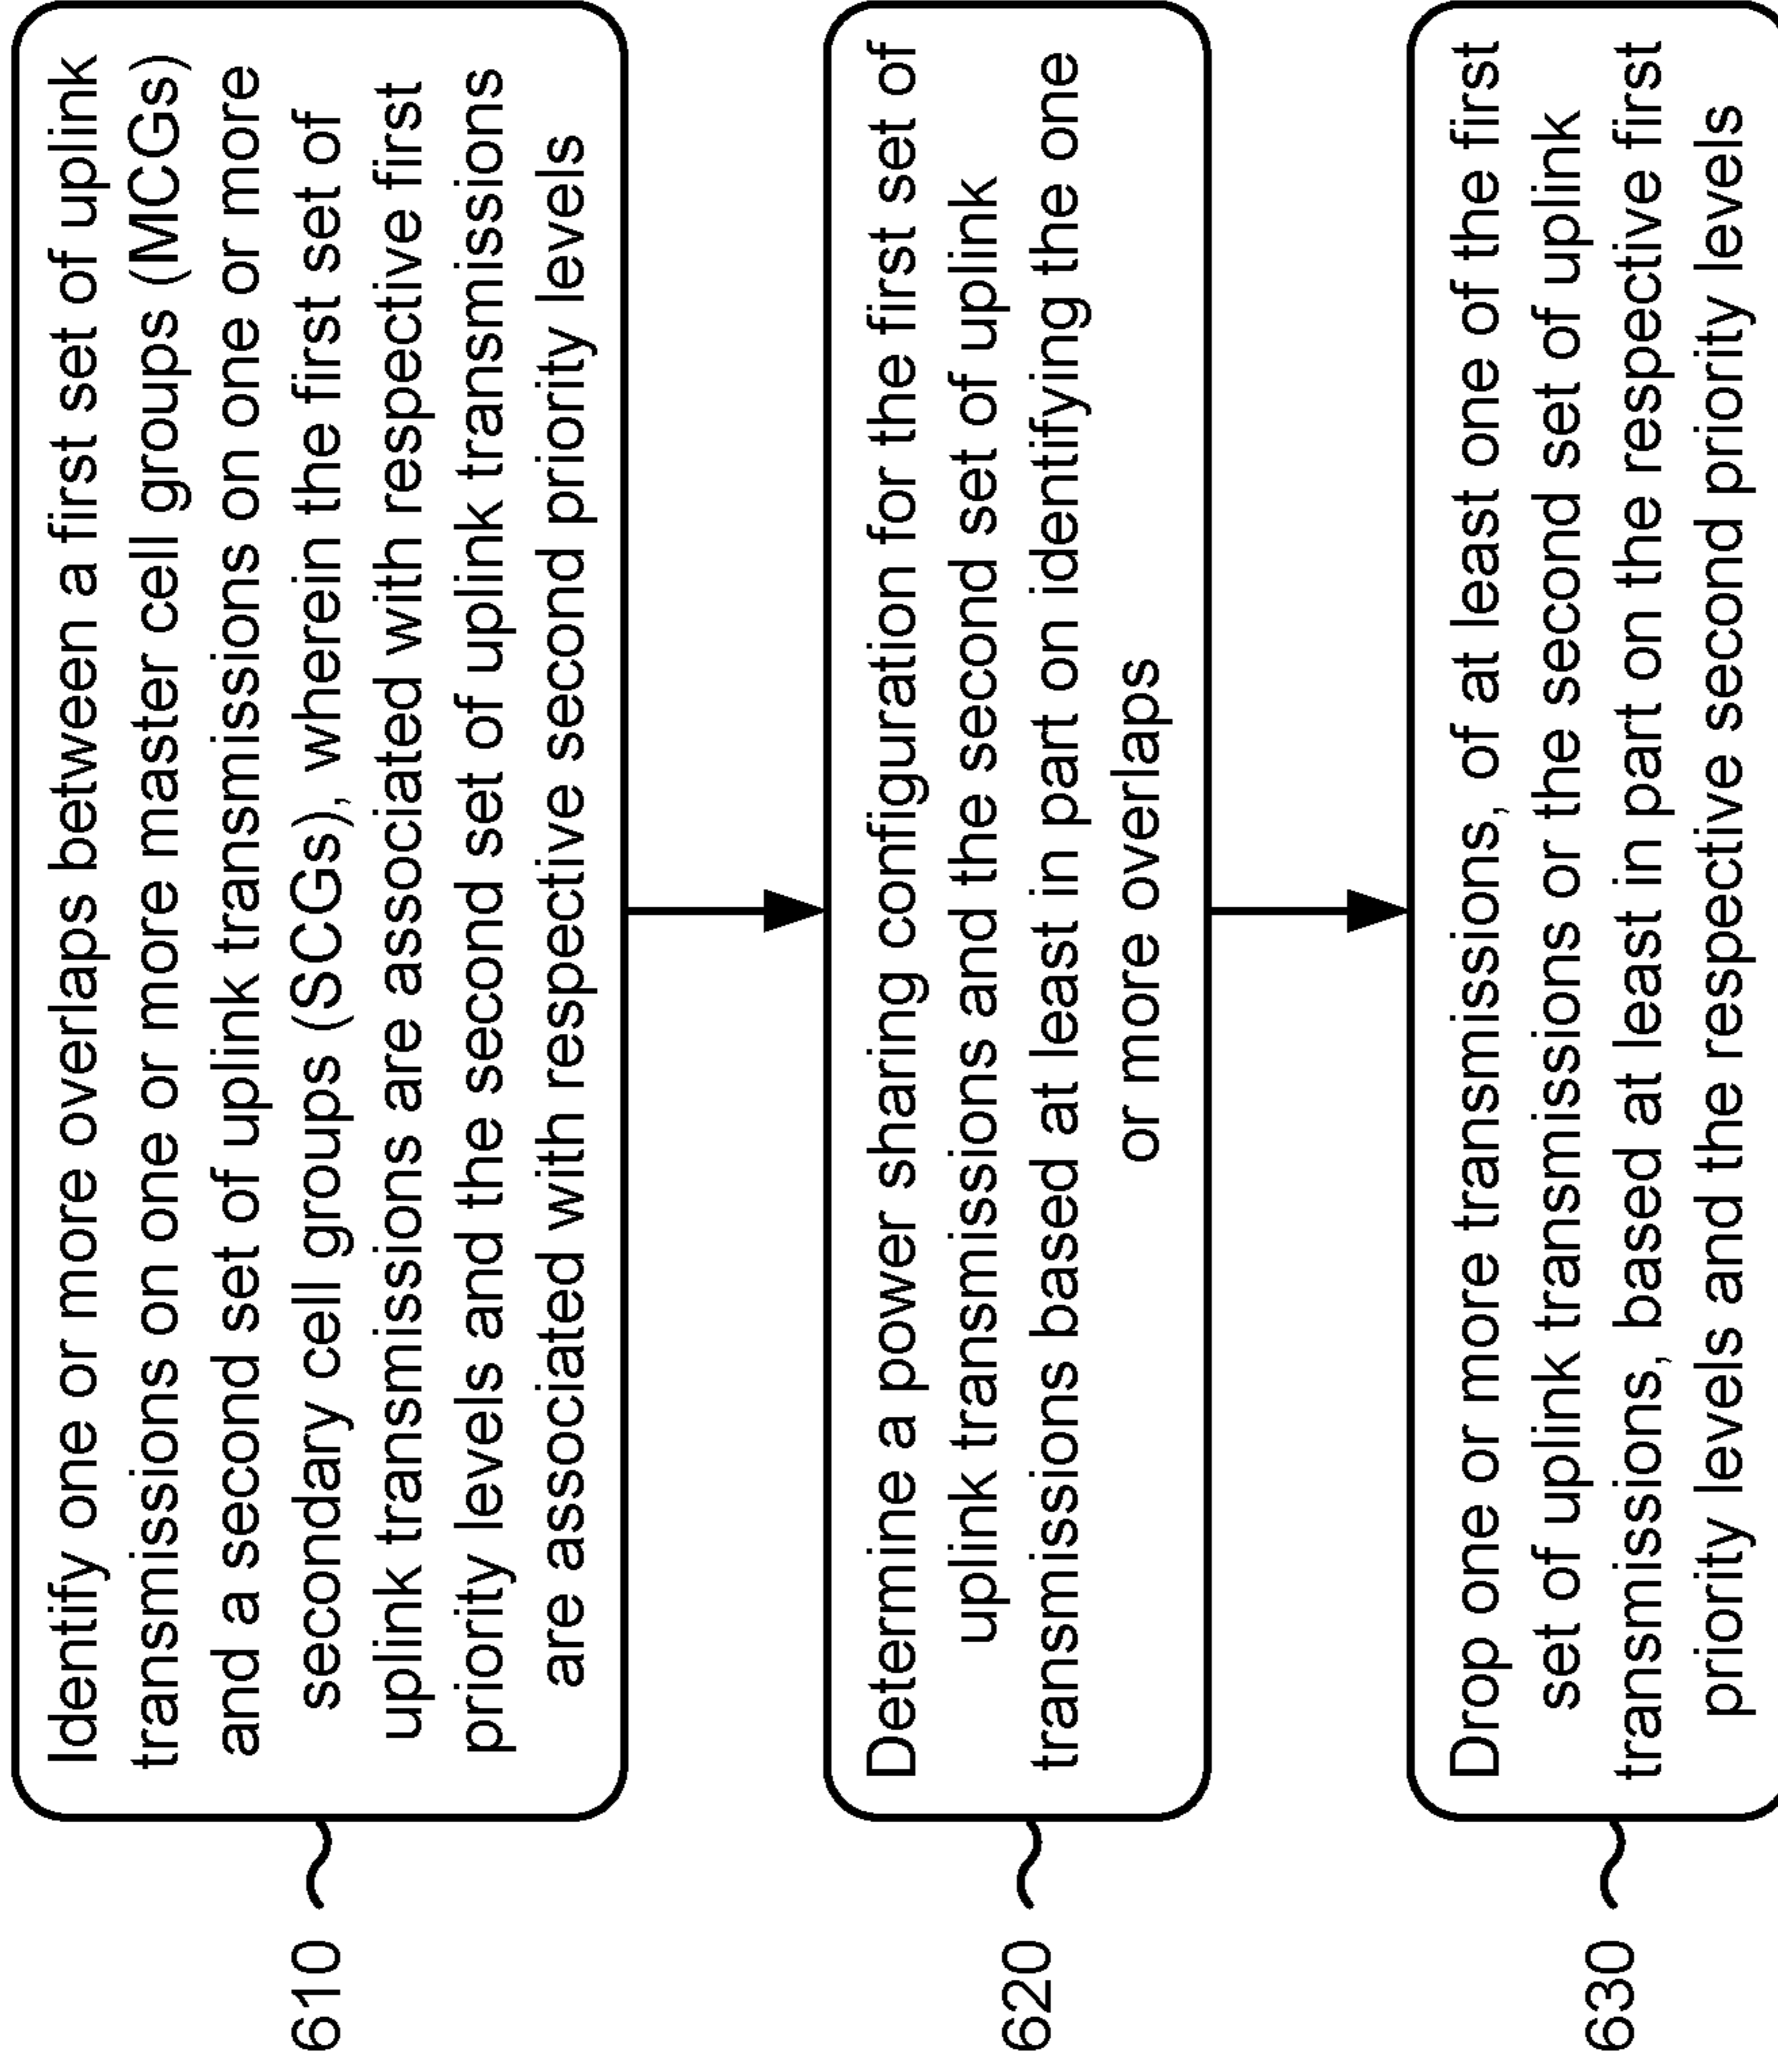 610
Identify one or more overlaps between a first set of uplink
transmissions on one or more master cell groups (MCGs)
and a second set of uplink transmissions on one or more
secondary cell groups (SCGs), wherein the first set of
uplink transmissions are associated with respective first
priority levels and the second set of uplink transmissions
are associated with respective second priority levels
620
Determine a power sharing configuration for the first set of
uplink transmissions and the second set of uplink
transmissions based at least in part on identifying the one
or more overlaps
630
Drop one or more transmissions, of at least one of the first
set of uplink transmissions or the second set of uplink
transmissions, based at least in part on the respective first
priority levels and the respective second priority levels